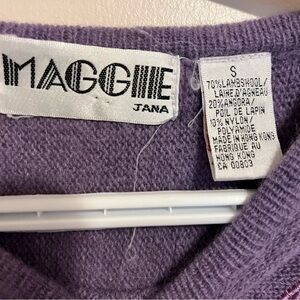 MAGGIE
JANA
S
70% LAMBSWOOL/
LAINE D'AGNEAU
20% ANGORA/
POIL DE LAPIN
10% NYLON/
POLYAMIDE
MADE IN HONG KONG
FABRIQUE AU
HONG KONG
CA 00803